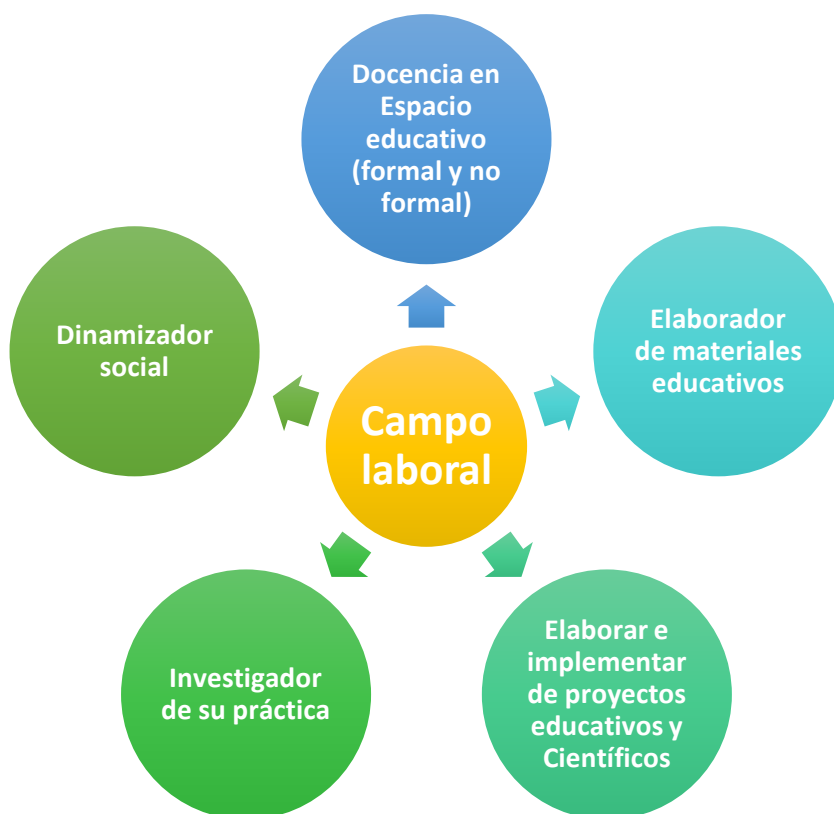 Docencia en
Espacio
educativo
(formal y no
formal)
Dinamizador
social
Elaborador
de materiales
educativos
Campo
laboral
Investigador
de su práctica
Elaborar e
implementar
de proyectos
educativos y
Científicos